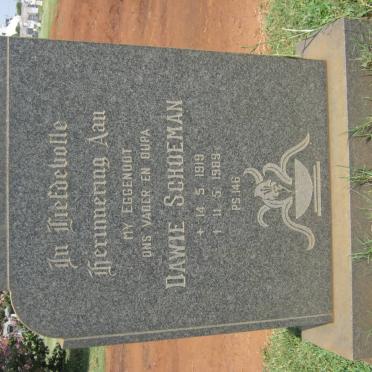 In Liefdevolle
Herinnering Aan
MY EGGENOOT
ONS VADER EN OUPA
DAWIE SCHOEMAN
* 14.5.1919
† 11.5.1989
PS 146